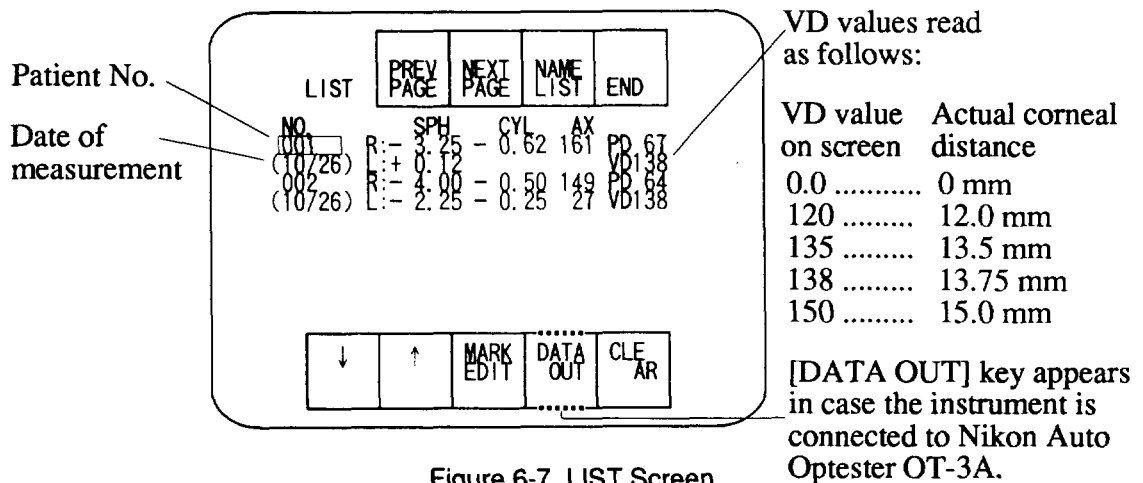 Patient No.
Date of
measurement
LIST
PREV
PAGE
NEXT
PAGE
NAME
LIST
END
NO. SPH CYL AX
001 R:- 3.25 - 0.62 161 PD 67
(10/26) L:+ 0.12 VD138
002 R:- 4.00 - 0.50 149 PD 64
(10/26) L:- 2.25 - 0.25 27 VD138
↓
↑
MARK
EDIT
DATA
OUT
CLE
AR
VD values read
as follows:
VD value Actual corneal
on screen distance
0.0 ........... 0 mm
120 ......... 12.0 mm
135 ......... 13.5 mm
138 ......... 13.75 mm
150 ......... 15.0 mm
[DATA OUT] key appears
in case the instrument is
connected to Nikon Auto
Optester OT-3A.
Figure 6-7 LIST Screen